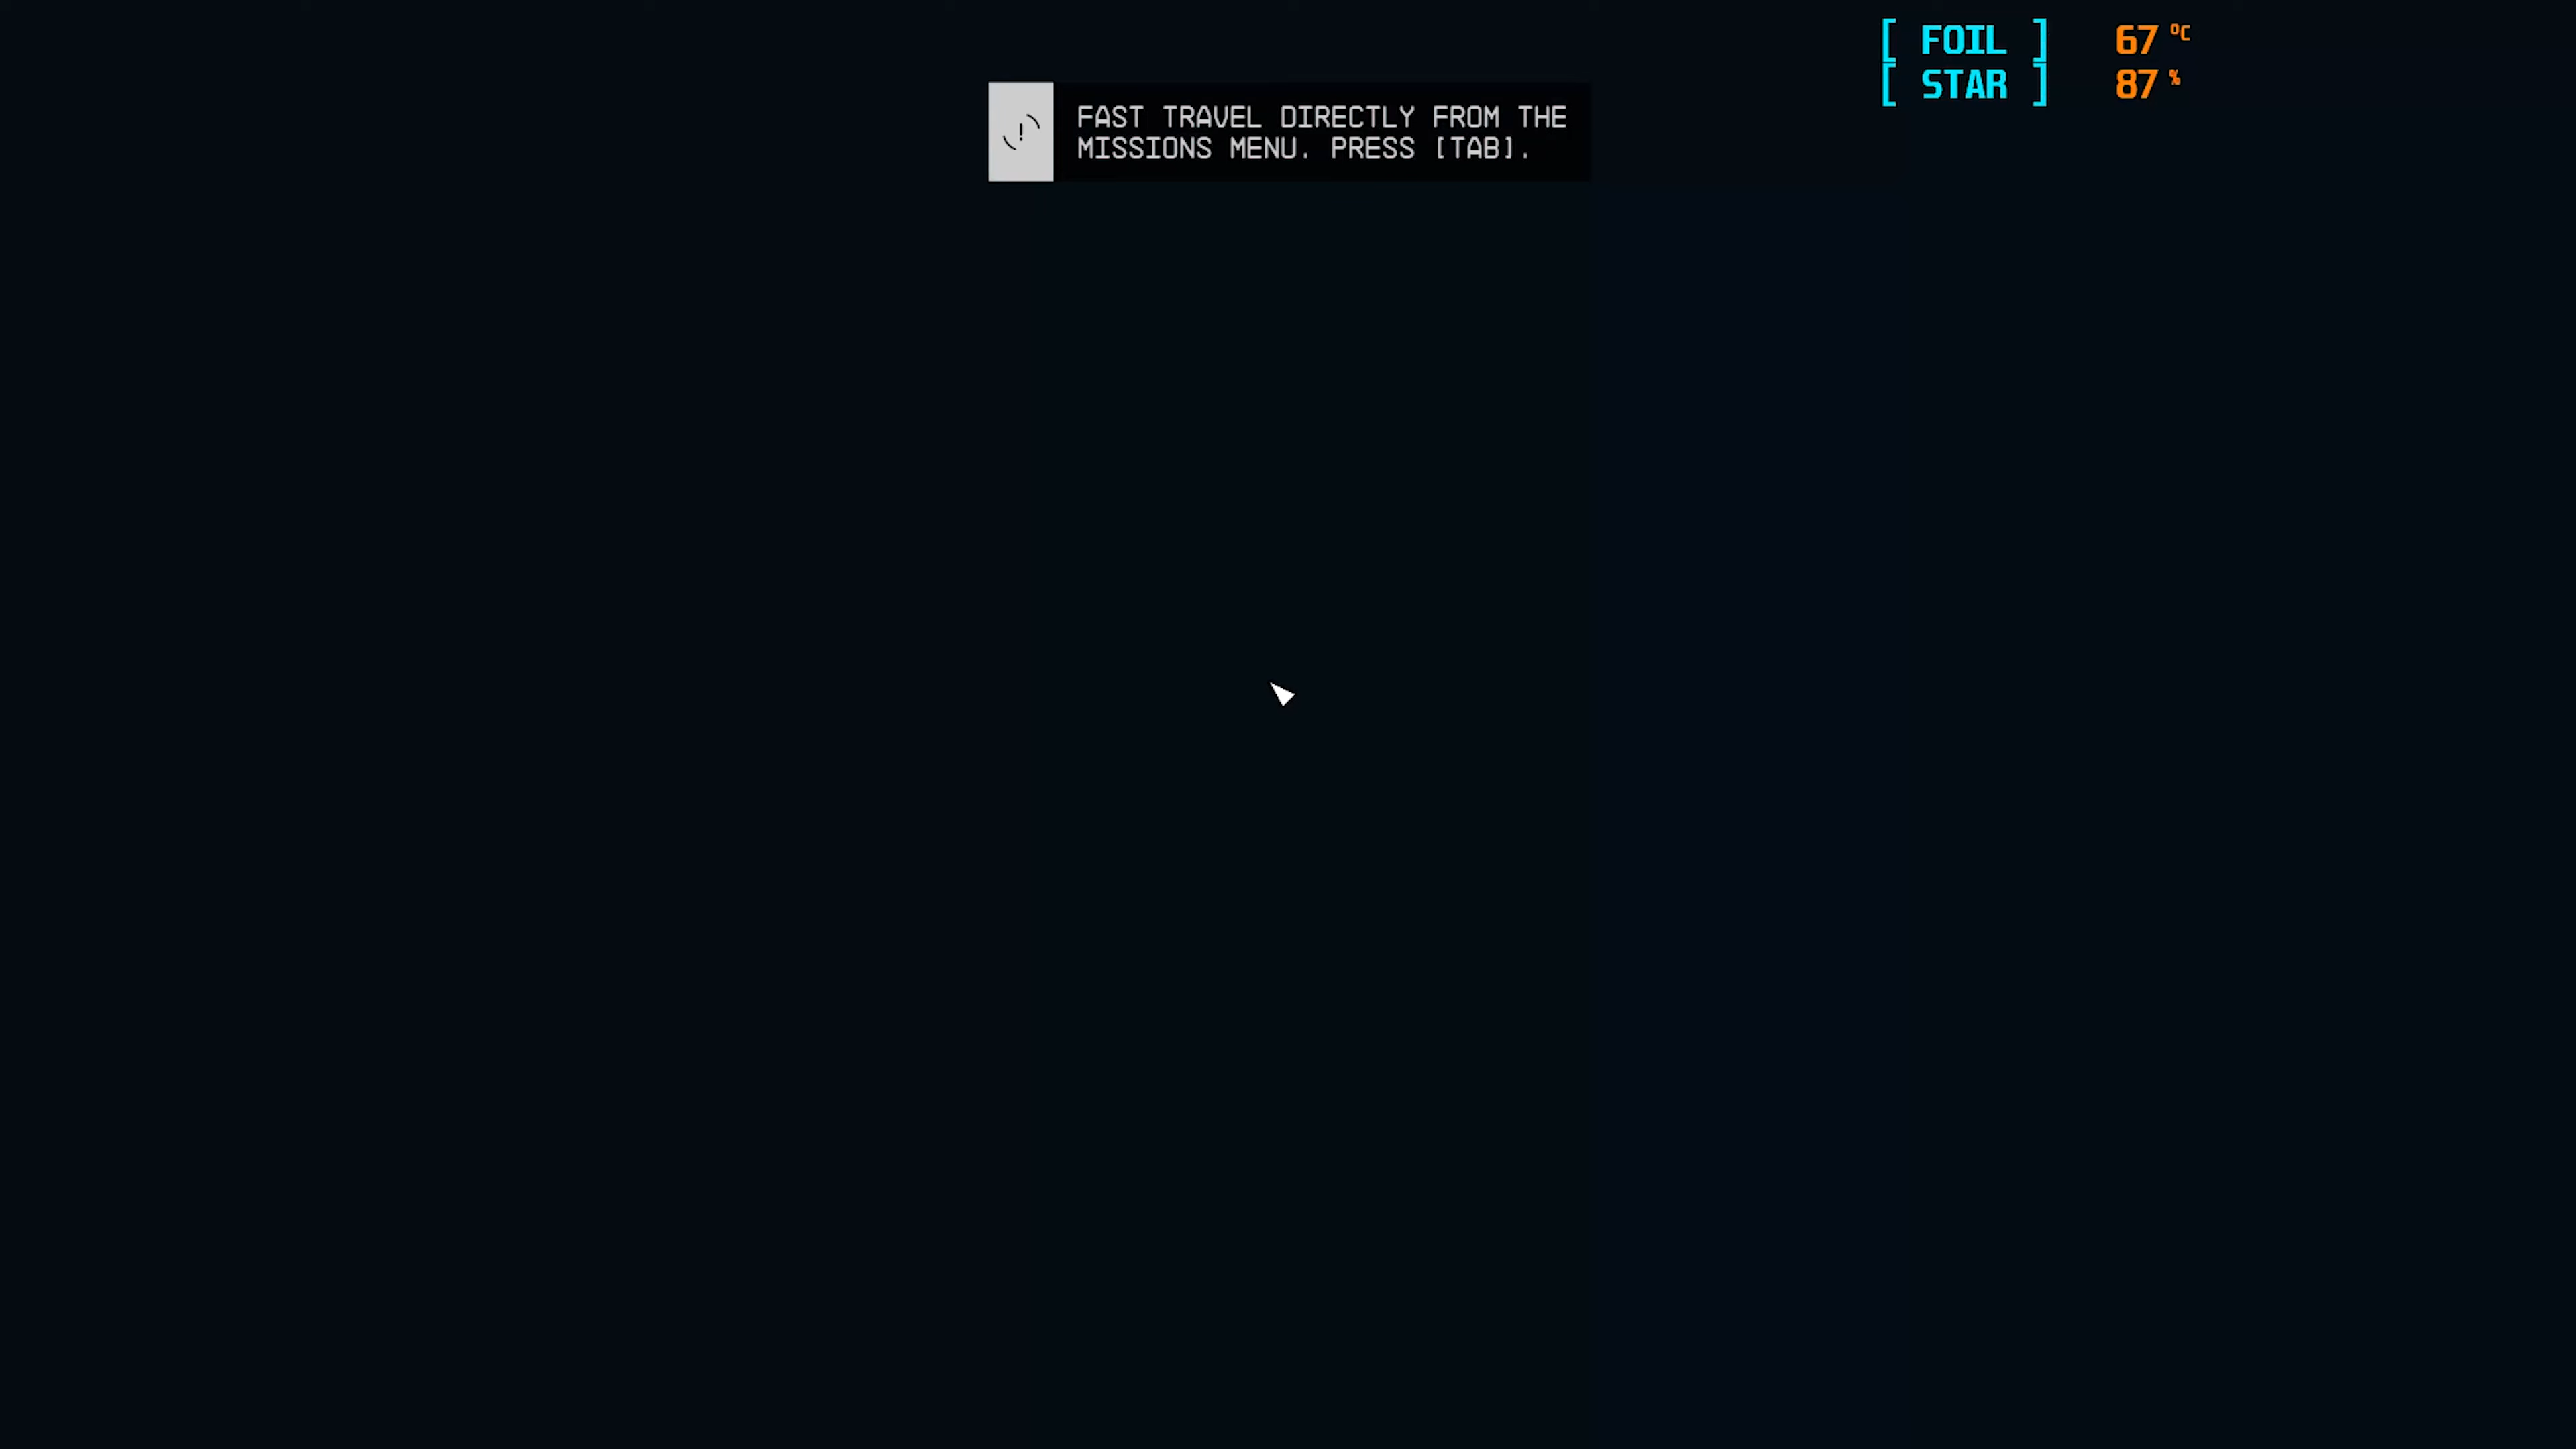 [ FOIL ] 67 °C
[ STAR ] 87 %
FAST TRAVEL DIRECTLY FROM THE
MISSIONS MENU. PRESS [TAB].